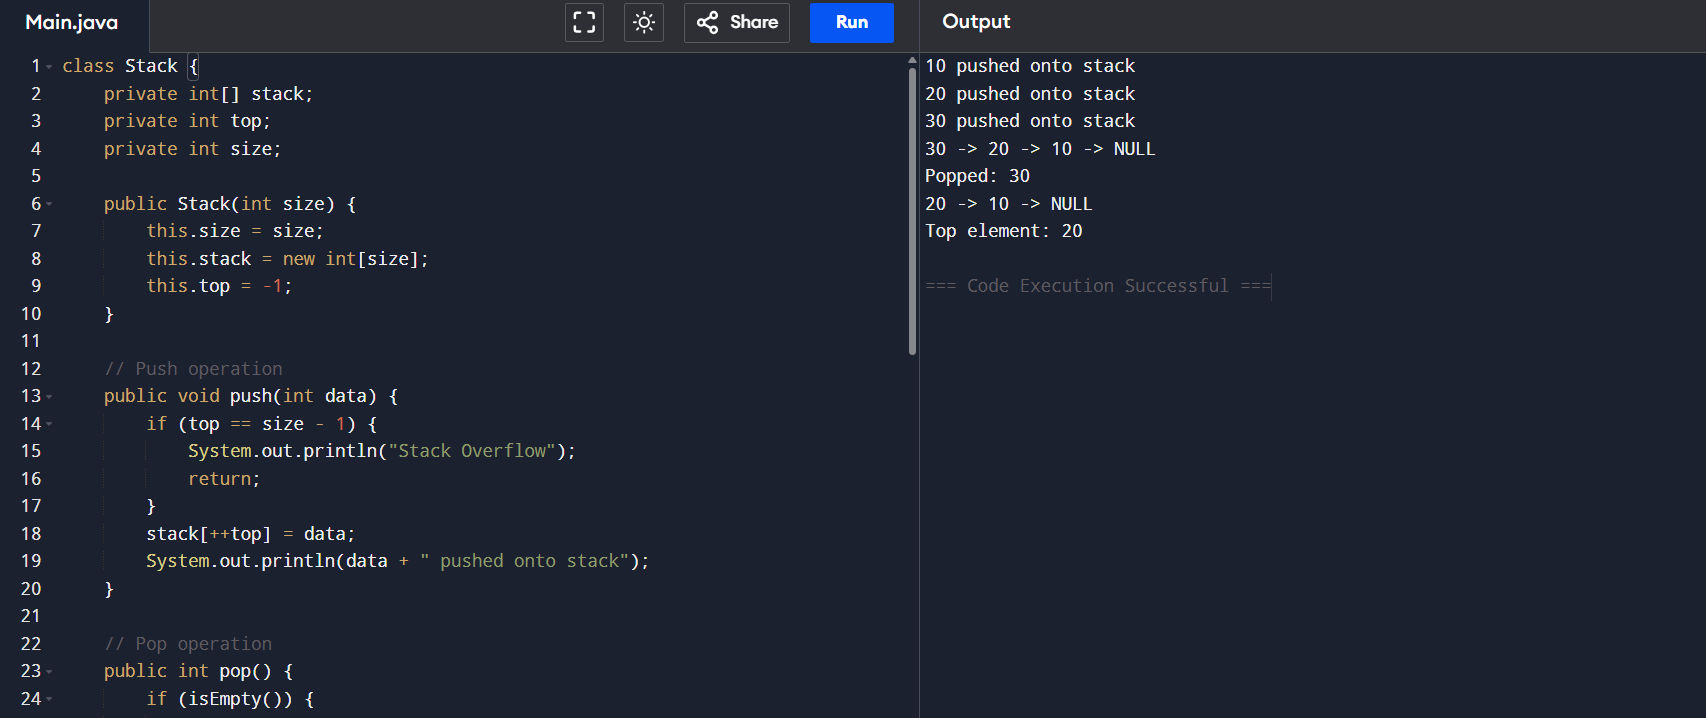 Main.java
Share
Run
Output
1 class Stack {
2     private int[] stack;
3     private int top;
4     private int size;
5
6     public Stack(int size) {
7         this.size = size;
8         this.stack = new int[size];
9         this.top = -1;
10     }
11
12     // Push operation
13     public void push(int data) {
14         if (top == size - 1) {
15             System.out.println("Stack Overflow");
16             return;
17         }
18         stack[++top] = data;
19         System.out.println(data + " pushed onto stack");
20     }
21
22     // Pop operation
23     public int pop() {
24         if (isEmpty()) {
10 pushed onto stack
20 pushed onto stack
30 pushed onto stack
30 -> 20 -> 10 -> NULL
Popped: 30
20 -> 10 -> NULL
Top element: 20
=== Code Execution Successful ===